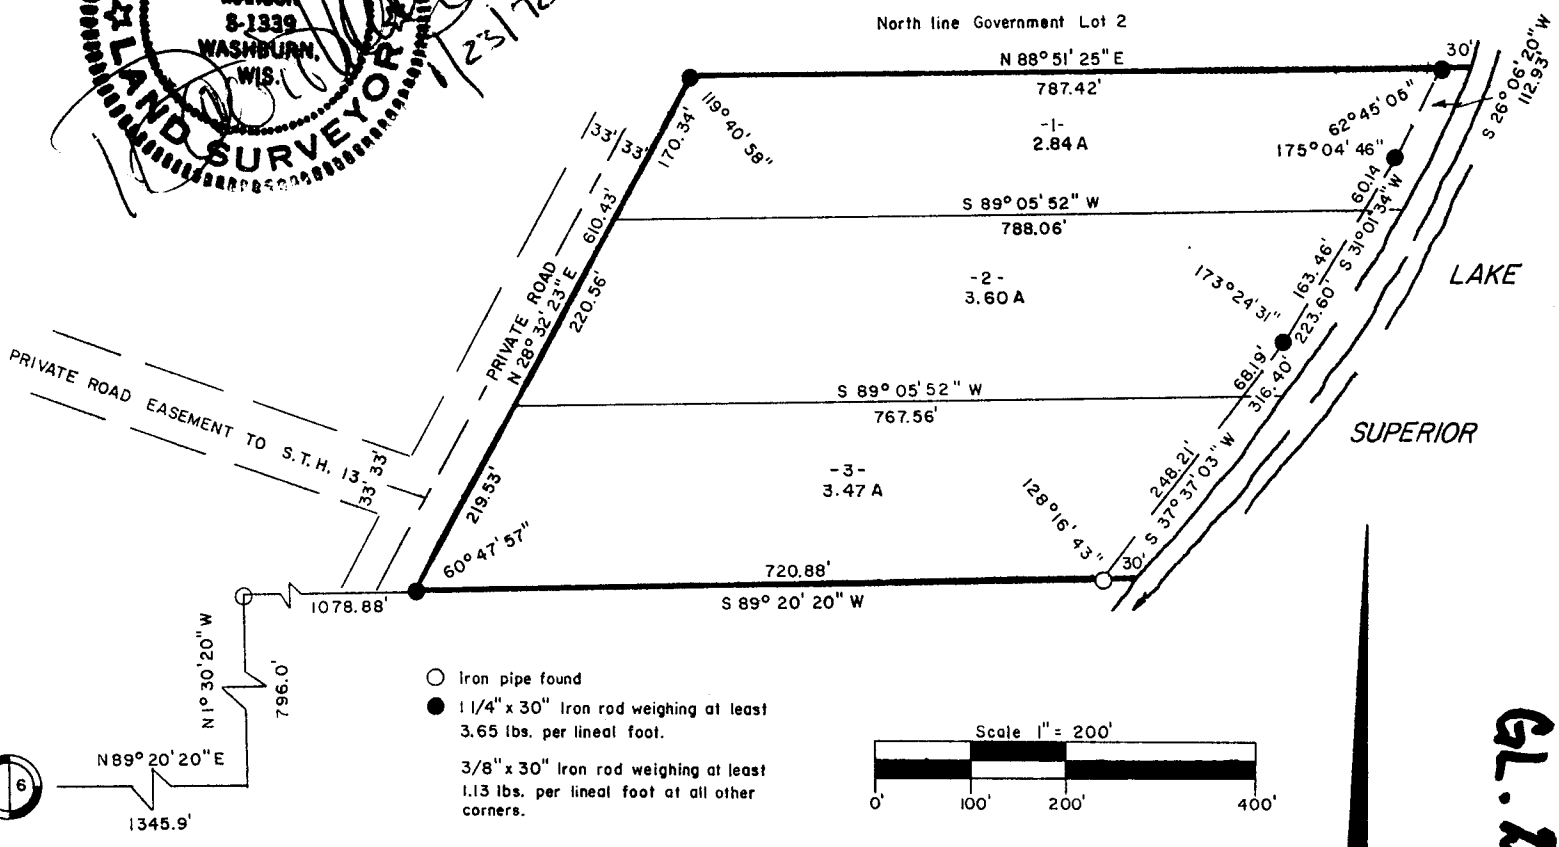 S-1339
WASHBURN,
WIS.
LAND SURVEYOR
North line Government Lot 2
N 88° 51' 25" E
787.42'
30'
S 26° 06' 20" W
112.93'
62° 45' 05"
175° 04' 46"
119° 40' 58"
170.34'
33'
33'
-1-
2.84 A
60.14
S 31° 01' 34" W
S 89° 05' 52" W
788.06'
610.43'
PRIVATE ROAD
N 28° 32' 23" E
220.56'
-2-
3.60 A
163.46'
223.60'
173° 24' 31"
LAKE
SUPERIOR
PRIVATE ROAD EASEMENT TO S.T.H. 13
33'
33'
S 89° 05' 52" W
767.56'
68.19'
316.40'
-3-
3.47 A
219.53'
248.21'
S 37° 37' 03" W
128° 16' 43"
60° 47' 57"
30'
720.88'
S 89° 20' 20" W
1078.88'
N 1° 30' 20" W
796.0'
N 89° 20' 20" E
1345.9'
6
Iron pipe found
1 1/4" x 30" Iron rod weighing at least
3.65 lbs. per lineal foot.
3/8" x 30" Iron rod weighing at least
1.13 lbs. per lineal foot at all other
corners.
Scale 1" = 200'
0' 100' 200' 400'
GL.